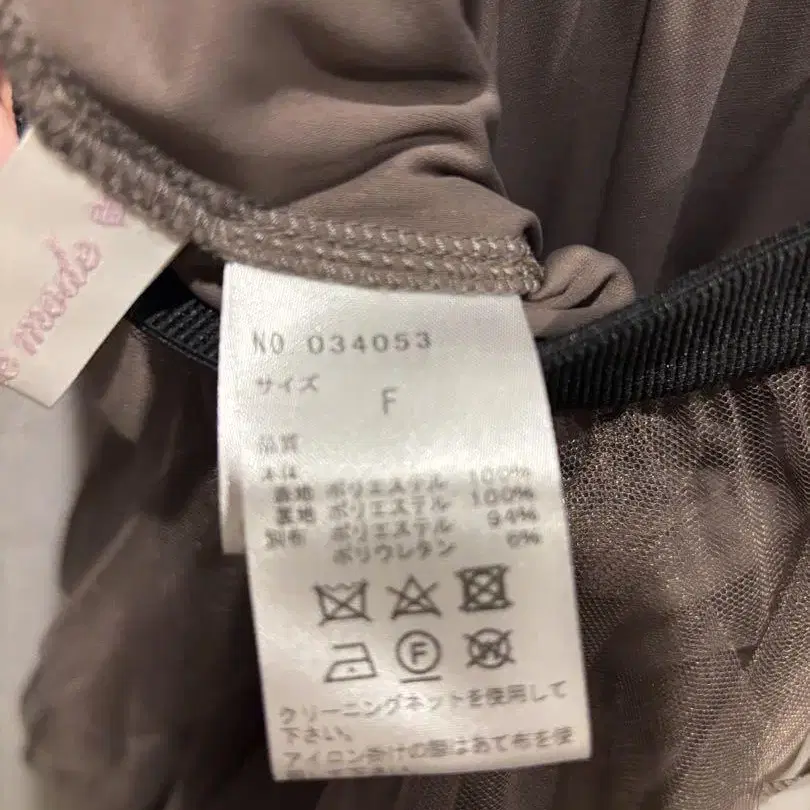 mode
NO 034053
サイズ
F
品質
本体
表地 ポリエステル 100%
裏地 ポリエステル 100%
別布 ポリエステル 94%
ポリウレタン 6%
F
W
クリーニングネットを使用して
下さい。
アイロン掛けの際はあて布を使